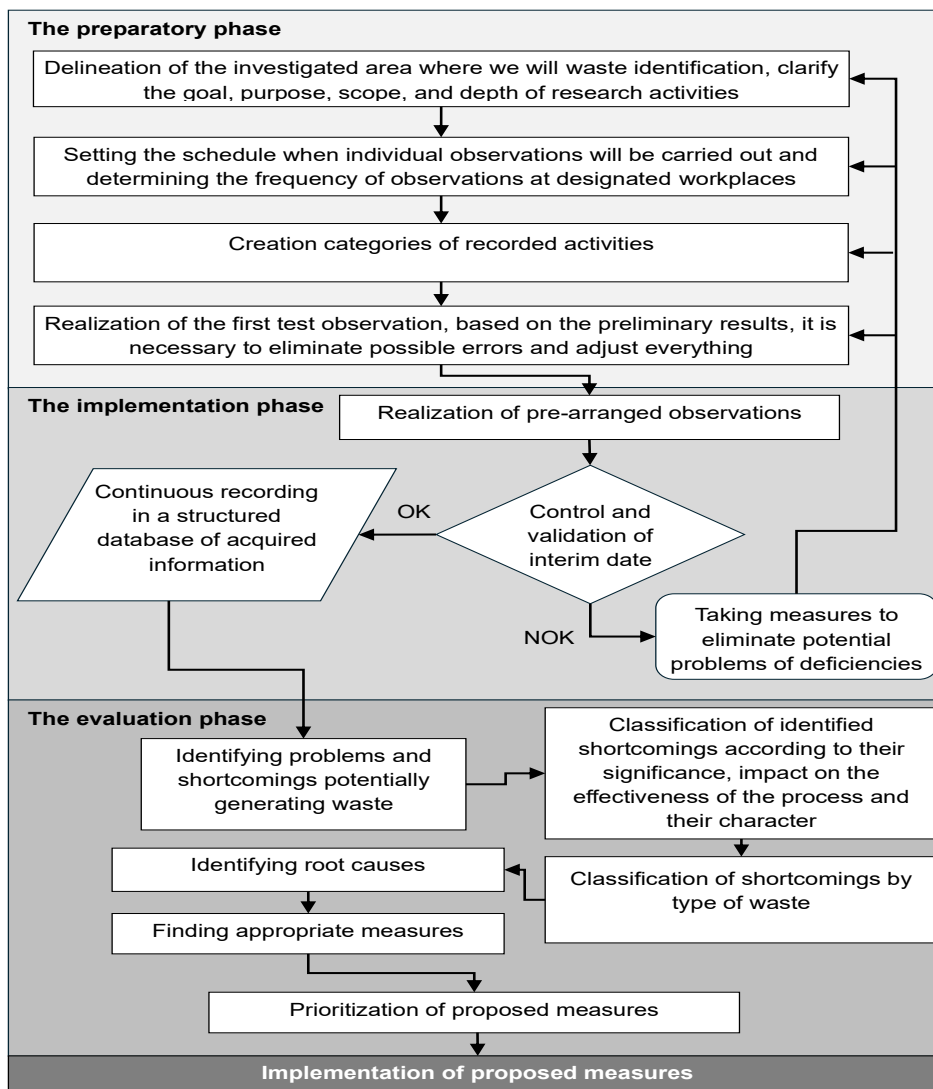 The preparatory phase
Delineation of the investigated area where we will waste identification, clarify
the goal, purpose, scope, and depth of research activities
Setting the schedule when individual observations will be carried out and
determining the frequency of observations at designated workplaces
Creation categories of recorded activities
Realization of the first test observation, based on the preliminary results, it is
necessary to eliminate possible errors and adjust everything
The implementation phase
Realization of pre-arranged observations
Continuous recording
in a structured
database of acquired
information
OK
Control and
validation of
interim date
NOK
Taking measures to
eliminate potential
problems of deficiencies
The evaluation phase
Identifying problems and
shortcomings potentially
generating waste
Classification of identified
shortcomings according to their
significance, impact on the
effectiveness of the process and
their character
Classification of shortcomings by
type of waste
Identifying root causes
Finding appropriate measures
Prioritization of proposed measures
Implementation of proposed measures